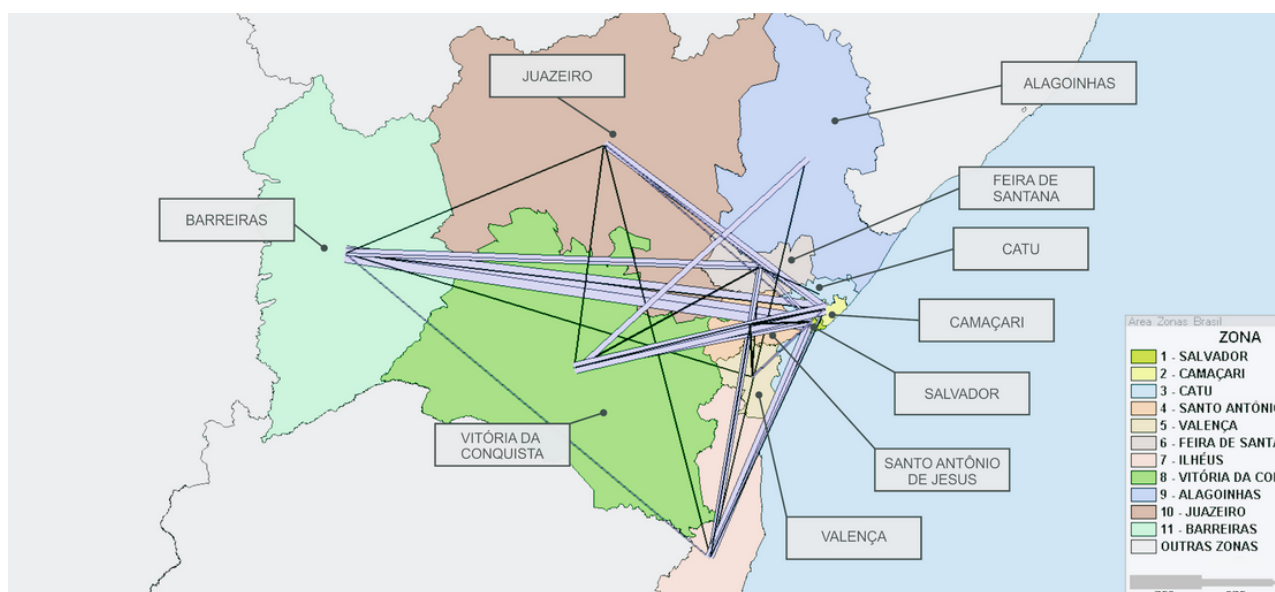 JUAZEIRO
ALAGOINHAS
FEIRA DE
SANTANA
BARREIRAS
CATU
CAMAÇARI
SALVADOR
VITÓRIA DA
CONQUISTA
SANTO ANTÔNIO
DE JESUS
VALENÇA
Area Zonas Brasil
ZONA
1 - SALVADOR
2 - CAMAÇARI
3 - CATU
4 - SANTO ANTÔNIO
5 - VALENÇA
6 - FEIRA DE SANTA
7 - ILHÉUS
8 - VITÓRIA DA CO
9 - ALAGOINHAS
10 - JUAZEIRO
11 - BARREIRAS
OUTRAS ZONAS